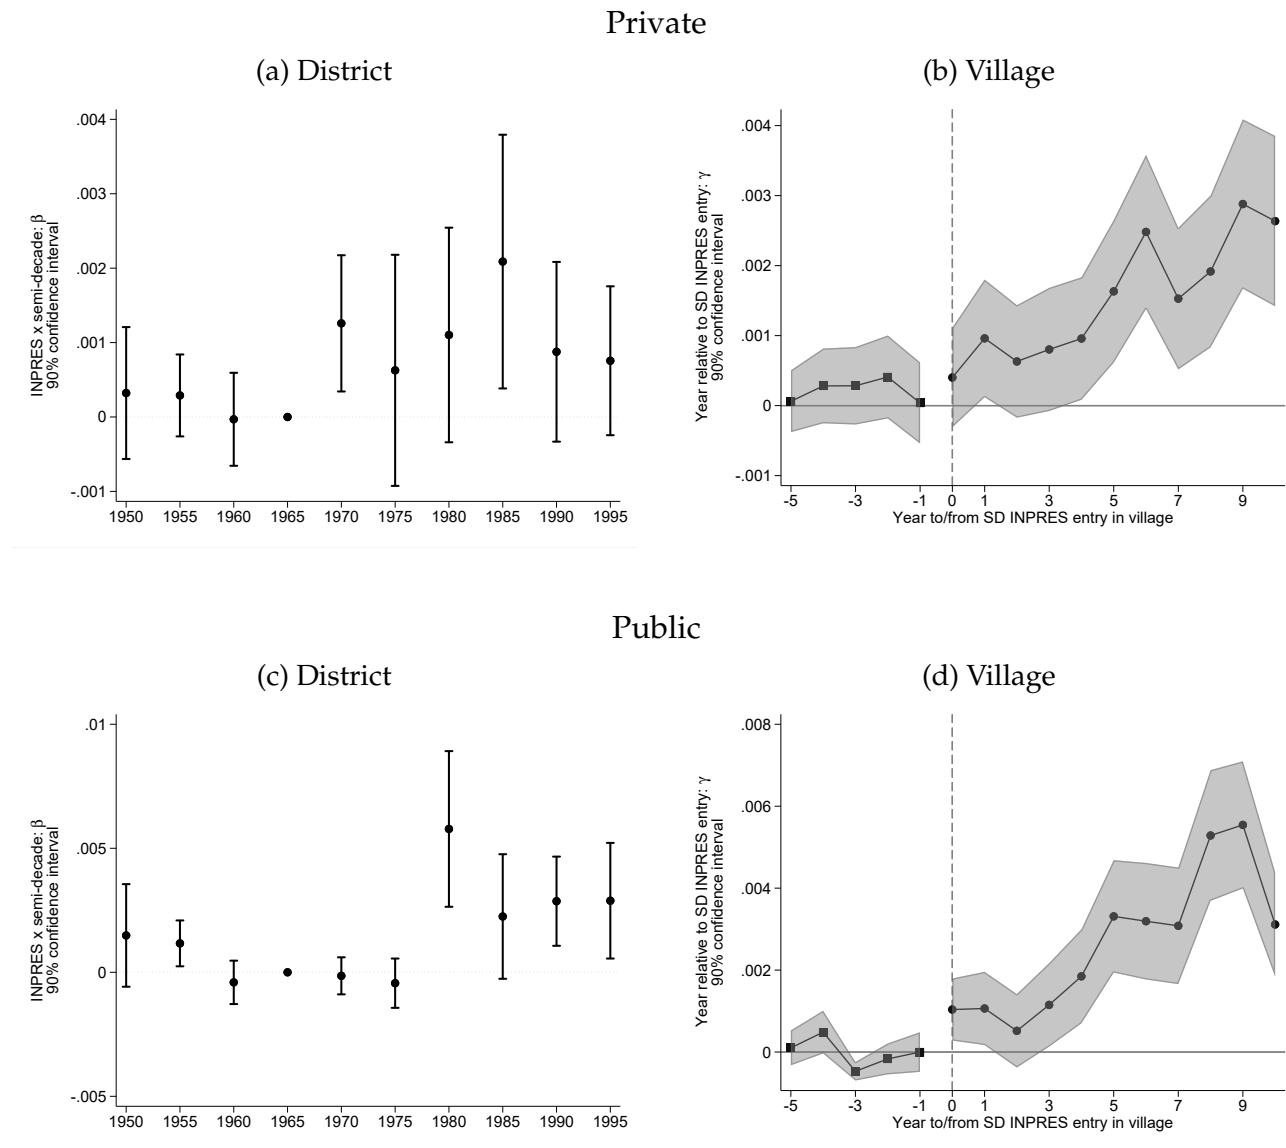 Private
(a) District
INPRES x semi-decade: β
90% confidence interval
.004
.003
.002
.001
0
-.001
1950 1955 1960 1965 1970 1975 1980 1985 1990 1995
(b) Village
Year relative to SD INPRES entry: γ
90% confidence interval
.004
.003
.002
.001
0
-.001
-5 -3 -1 0 1 3 5 7 9
Year to/from SD INPRES entry in village
Public
(c) District
INPRES x semi-decade: β
90% confidence interval
.01
.005
0
-.005
1950 1955 1960 1965 1970 1975 1980 1985 1990 1995
(d) Village
Year relative to SD INPRES entry: γ
90% confidence interval
.008
.006
.004
.002
0
-5 -3 -1 0 1 3 5 7 9
Year to/from SD INPRES entry in village